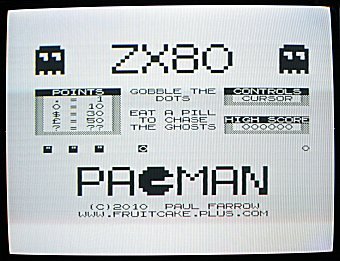 ZX80
POINTS
. = 1
0 = 10
$ = 30
£ = 50
? = ??
GOBBLE THE
DOTS
EAT A PILL
TO CHASE
THE GHOSTS
CONTROLS
CURSOR
HIGH SCORE
000000
PACMAN
(C)2010 PAUL FARROW
WWW.FRUITCAKE.PLUS.COM